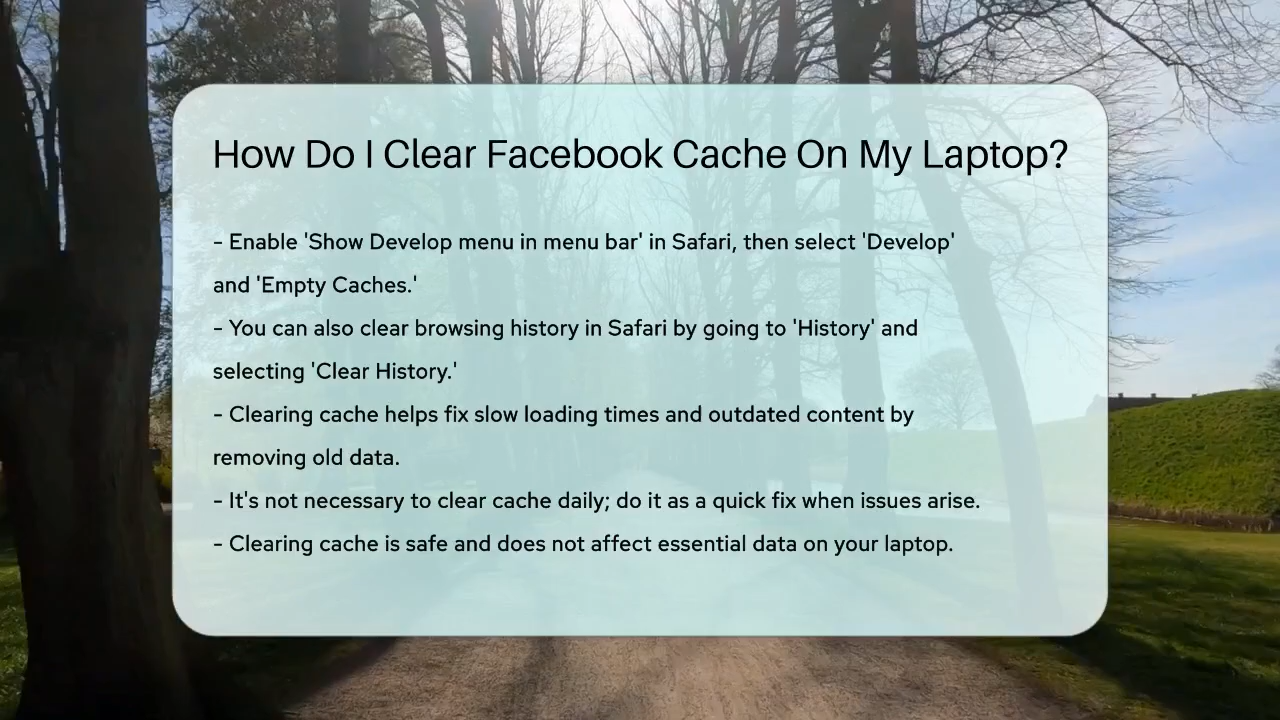 How Do I Clear Facebook Cache On My Laptop?
- Enable 'Show Develop menu in menu bar' in Safari, then select 'Develop'
and 'Empty Caches.'
- You can also clear browsing history in Safari by going to 'History' and
selecting 'Clear History.'
- Clearing cache helps fix slow loading times and outdated content by
removing old data.
- It's not necessary to clear cache daily; do it as a quick fix when issues arise.
- Clearing cache is safe and does not affect essential data on your laptop.